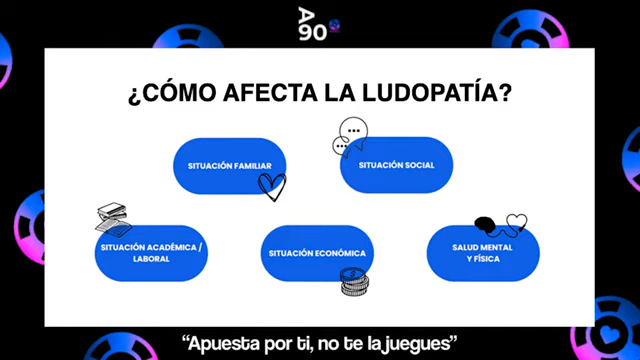 A
90
¿CÓMO AFECTA LA LUDOPATÍA?
SITUACIÓN FAMILIAR
SITUACIÓN SOCIAL
SITUACIÓN ACADÉMICA /
LABORAL
SITUACIÓN ECONÓMICA
SALUD MENTAL
Y FÍSICA
“Apuesta por ti, no te la juegues”